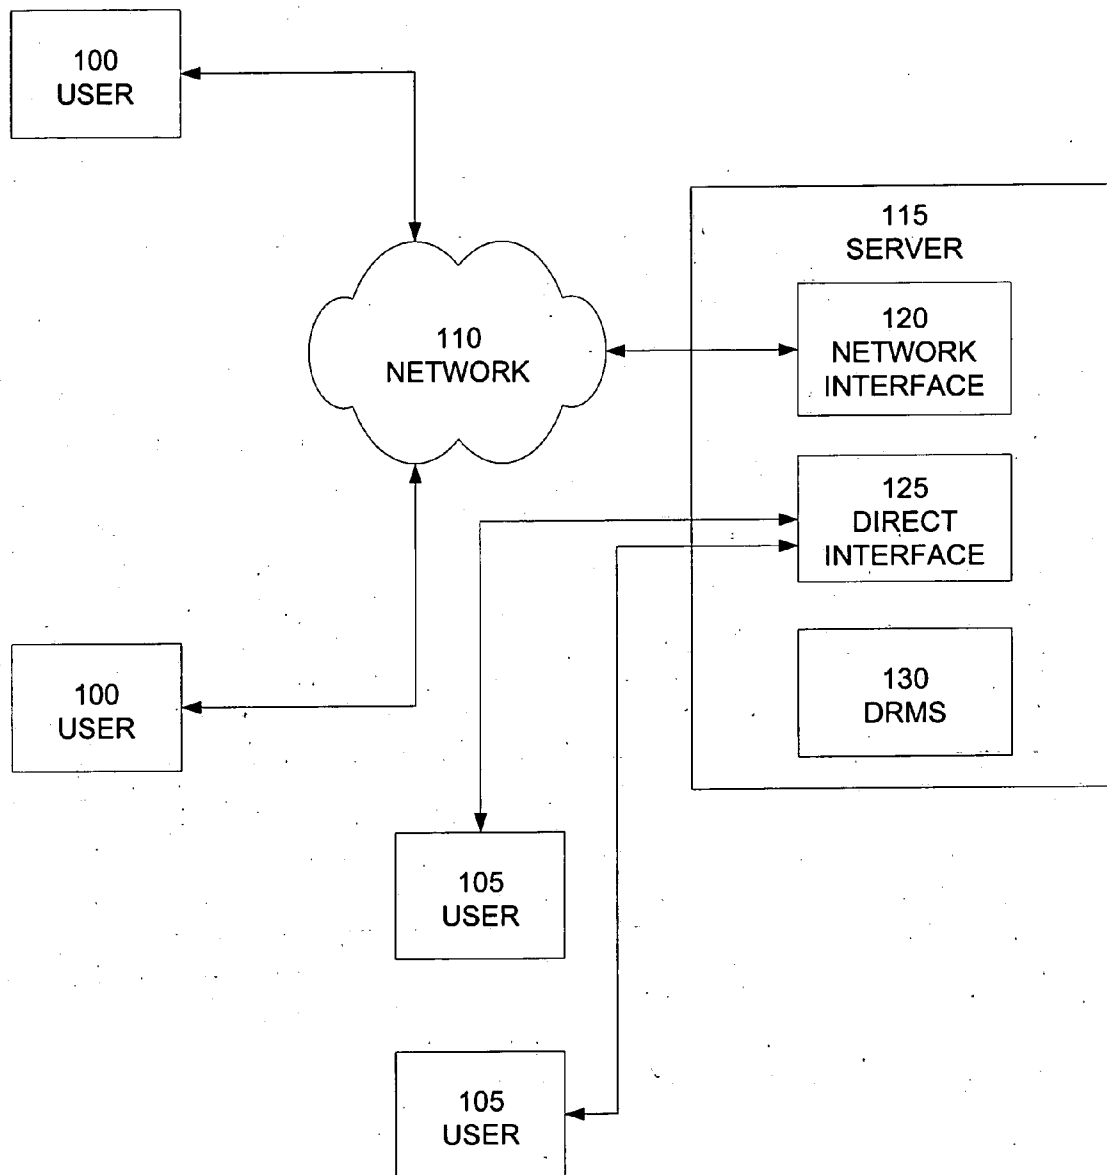 100
USER
115
SERVER
110
NETWORK
120
NETWORK
INTERFACE
125
DIRECT
INTERFACE
100
USER
130
DRMS
105
USER
105
USER